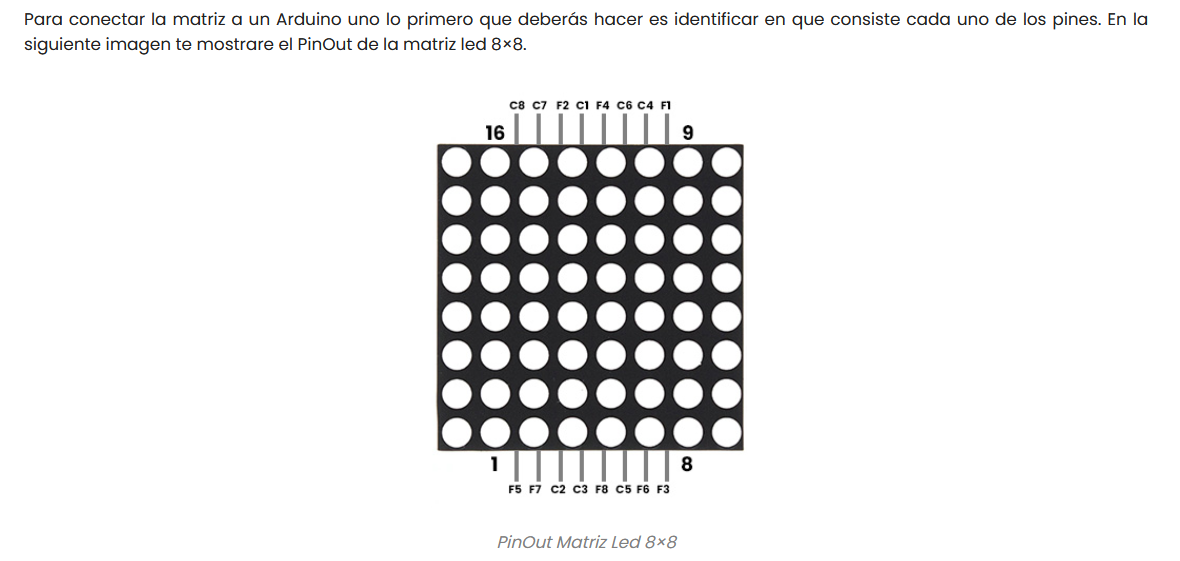 Para conectar la matriz a un Arduino uno lo primero que deberás hacer es identificar en que consiste cada uno de los pines. En la
siguiente imagen te mostrare el PinOut de la matriz led 8×8.
C8 C7 F2 C1 F4 C6 C4 F1
16 9
1 8
F5 F7 C2 C3 F8 C5 F6 F3
PinOut Matriz Led 8×8